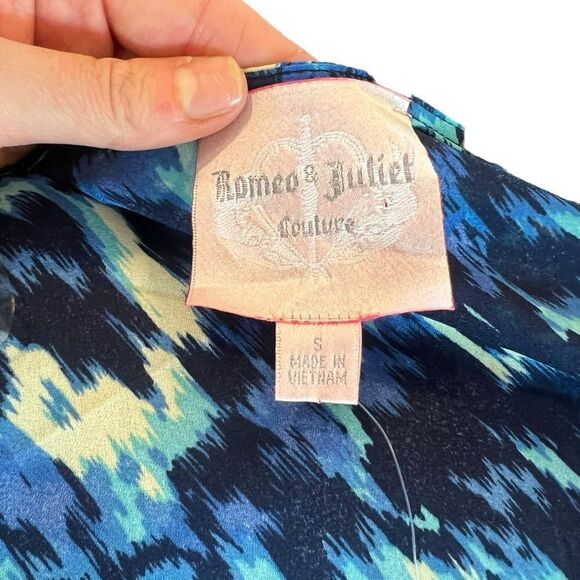 Romeo & Juliet
Couture
S
MADE IN
VIETNAM